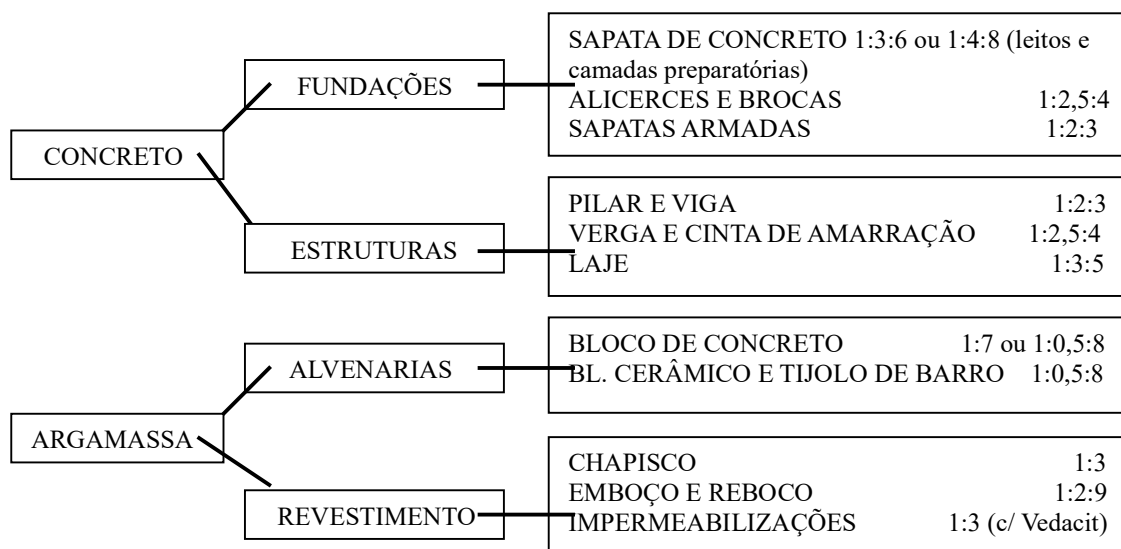 CONCRETO
FUNDAÇÕES
SAPATA DE CONCRETO 1:3:6 ou 1:4:8 (leitos e
camadas preparatórias)
ALICERCES E BROCAS 1:2,5:4
SAPATAS ARMADAS 1:2:3
ESTRUTURAS
PILAR E VIGA 1:2:3
VERGA E CINTA DE AMARRAÇÃO 1:2,5:4
LAJE 1:3:5
ARGAMASSA
ALVENARIAS
BLOCO DE CONCRETO 1:7 ou 1:0,5:8
BL. CERÂMICO E TIJOLO DE BARRO 1:0,5:8
REVESTIMENTO
CHAPISCO 1:3
EMBOÇO E REBOCO 1:2:9
IMPERMEABILIZAÇÕES 1:3 (c/ Vedacit)